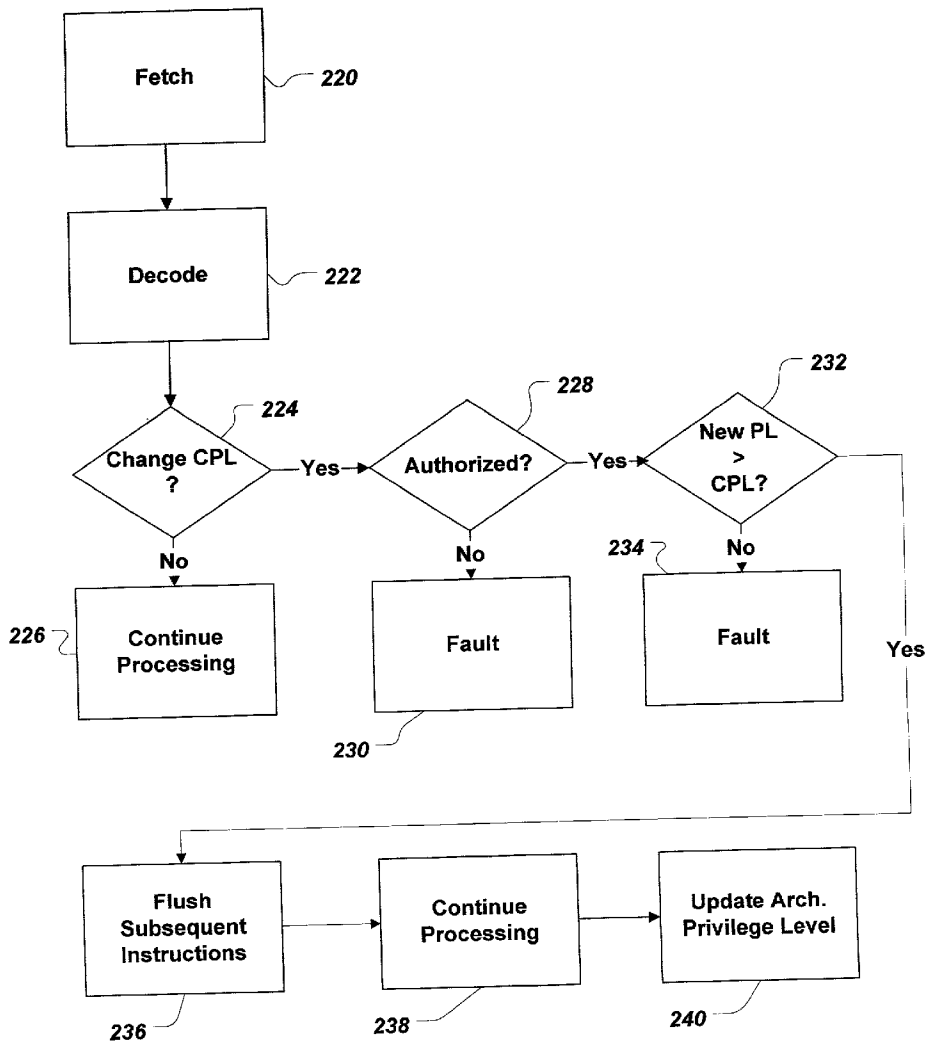 Fetch
220
Decode
222
224
Change CPL
?
Yes
228
Authorized?
Yes
232
New PL
>
CPL?
No
No
234
No
226
Continue
Processing
Fault
230
Fault
Yes
Flush
Subsequent
Instructions
236
Continue
Processing
238
Update Arch.
Privilege Level
240